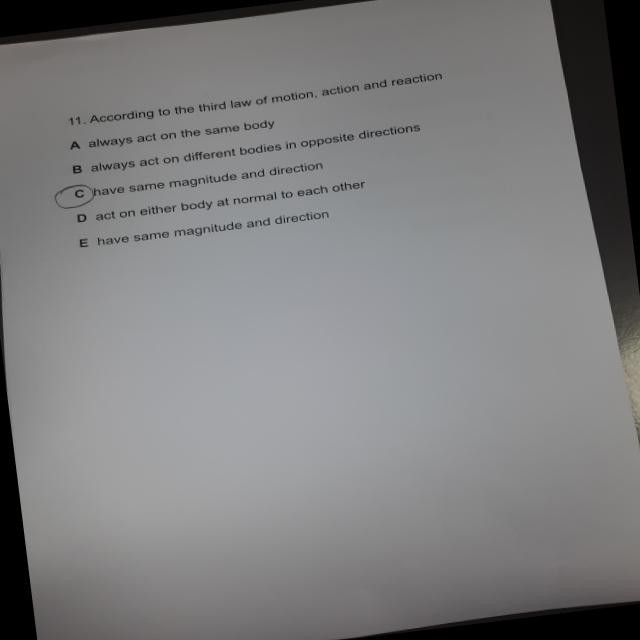 11. According to the third law of motion, action and reaction
A always act on the same body
B always act on different bodies in opposite directions
C have same magnitude and direction
D act on either body at normal to each other
E have same magnitude and direction